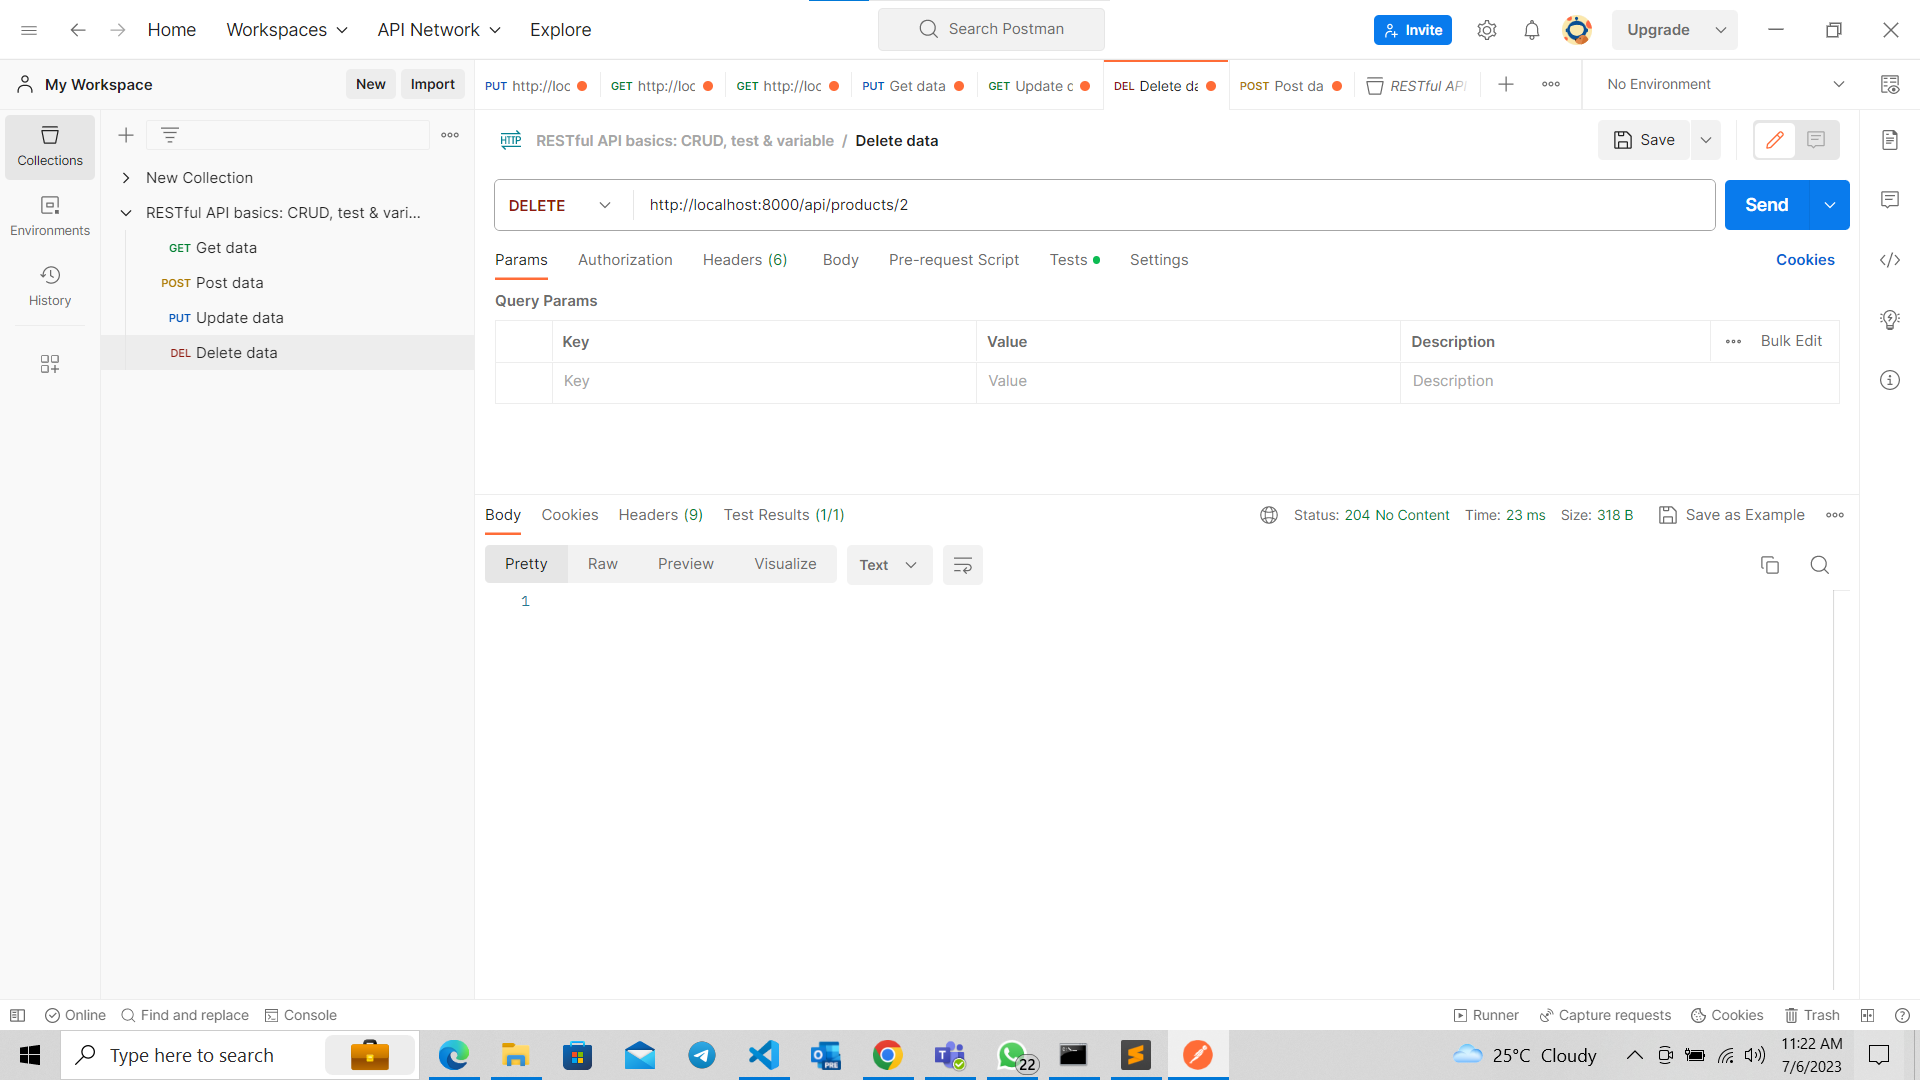 Home Workspaces API Network Explore Search Postman Invite Upgrade
My Workspace New Import
PUT http://loc GET http://loc GET http://loc PUT Get data GET Update DEL Delete da POST Post da RESTful API No Environment
Collections
Environments
History
New Collection
RESTful API basics: CRUD, test & vari...
GET Get data
POST Post data
PUT Update data
DEL Delete data
HTTP RESTful API basics: CRUD, test & variable / Delete data Save
DELETE http://localhost:8000/api/products/2 Send
Params Authorization Headers (6) Body Pre-request Script Tests Settings Cookies
Query Params
Key Value Description Bulk Edit
Key Value Description
Body Cookies Headers (9) Test Results (1/1) Status: 204 No Content Time: 23 ms Size: 318 B Save as Example
Pretty Raw Preview Visualize Text
1
Online Find and replace Console Runner Capture requests Cookies Trash
Type here to search PRE 22 25°C Cloudy 11:22 AM
7/6/2023